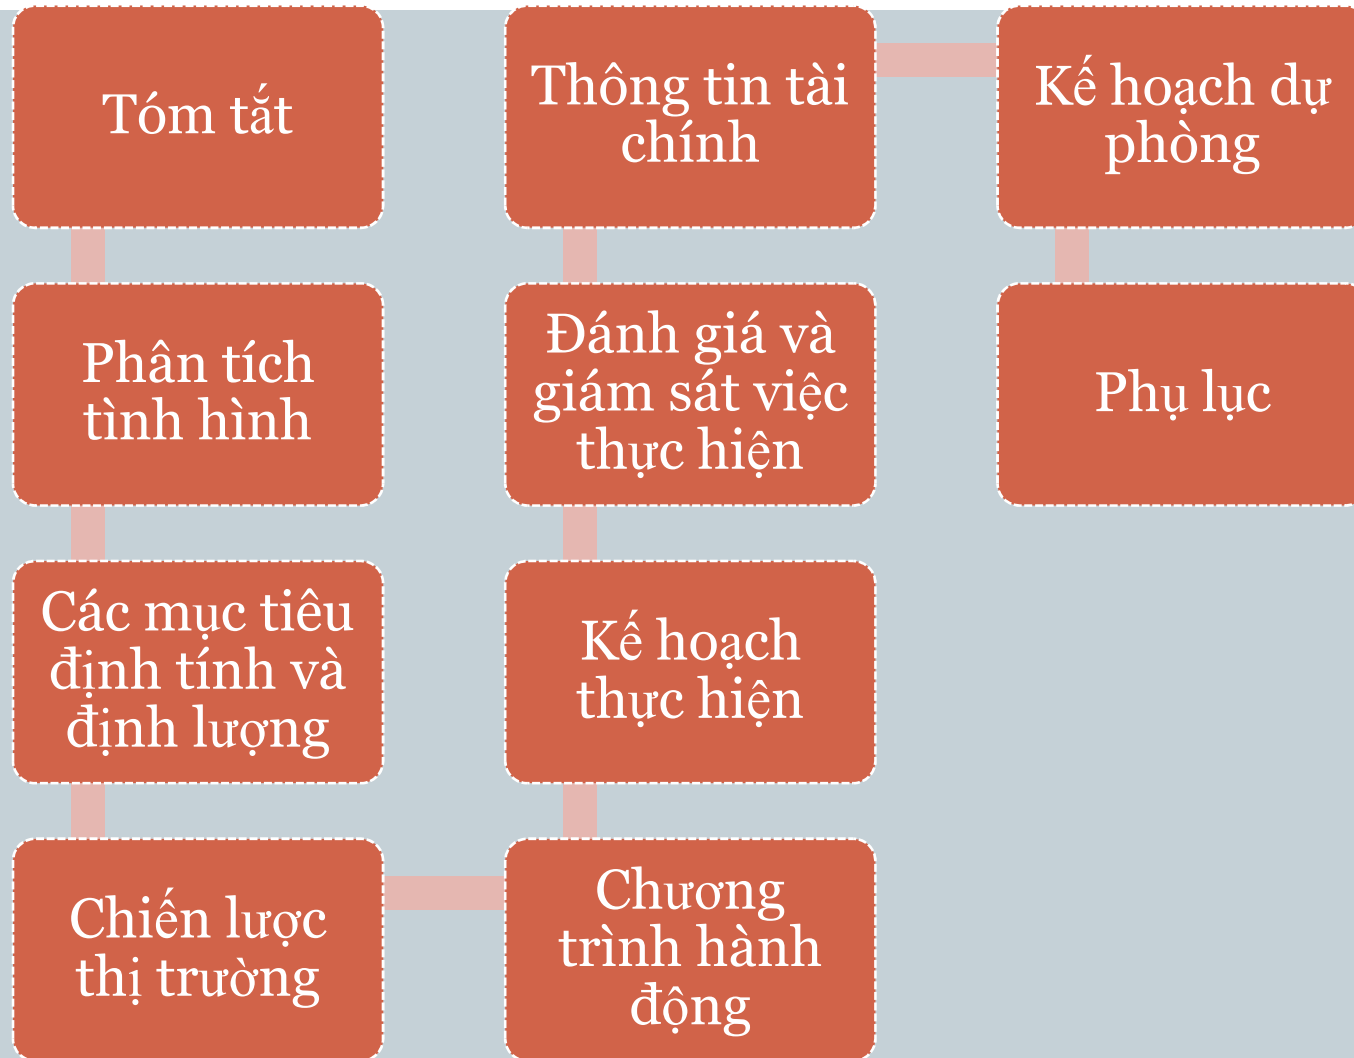 Tóm tắt
Phân tích
tình hình
Các mục tiêu
định tính và
định lượng
Chiến lược
thị trường
Chương
trình hành
động
Kế hoạch
thực hiện
Đánh giá và
giám sát việc
thực hiện
Thông tin tài
chính
Kế hoạch dự
phòng
Phụ lục